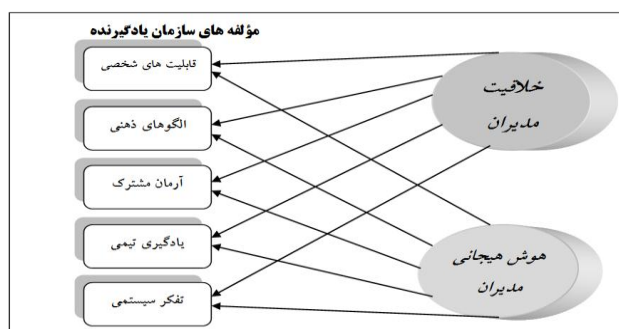 مؤلفه های سازمان یادگیرنده
قابلیت های شخصی
الگوهای ذهنی
آرمان مشترک
یادگیری تیمی
تفکر سیستمی
خلاقیت
مدیران
هوش هیجانی
مدیران